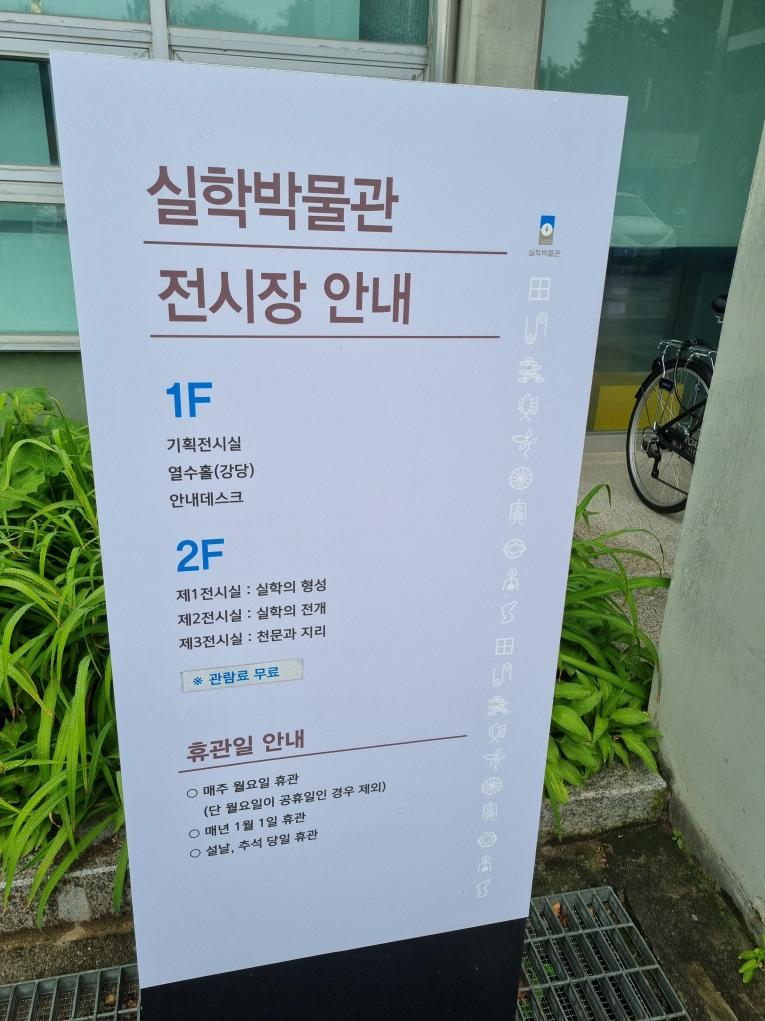 실학박물관
실학박물관
전시장 안내
1F
기획전시실
열수홀(강당)
안내데스크
2F
제1전시실 : 실학의 형성
제2전시실 : 실학의 전개
제3전시실 : 천문과 지리
※ 관람료 무료
휴관일 안내
○ 매주 월요일 휴관
(단 월요일이 공휴일인 경우 제외)
○ 매년 1월 1일 휴관
○ 설날, 추석 당일 휴관